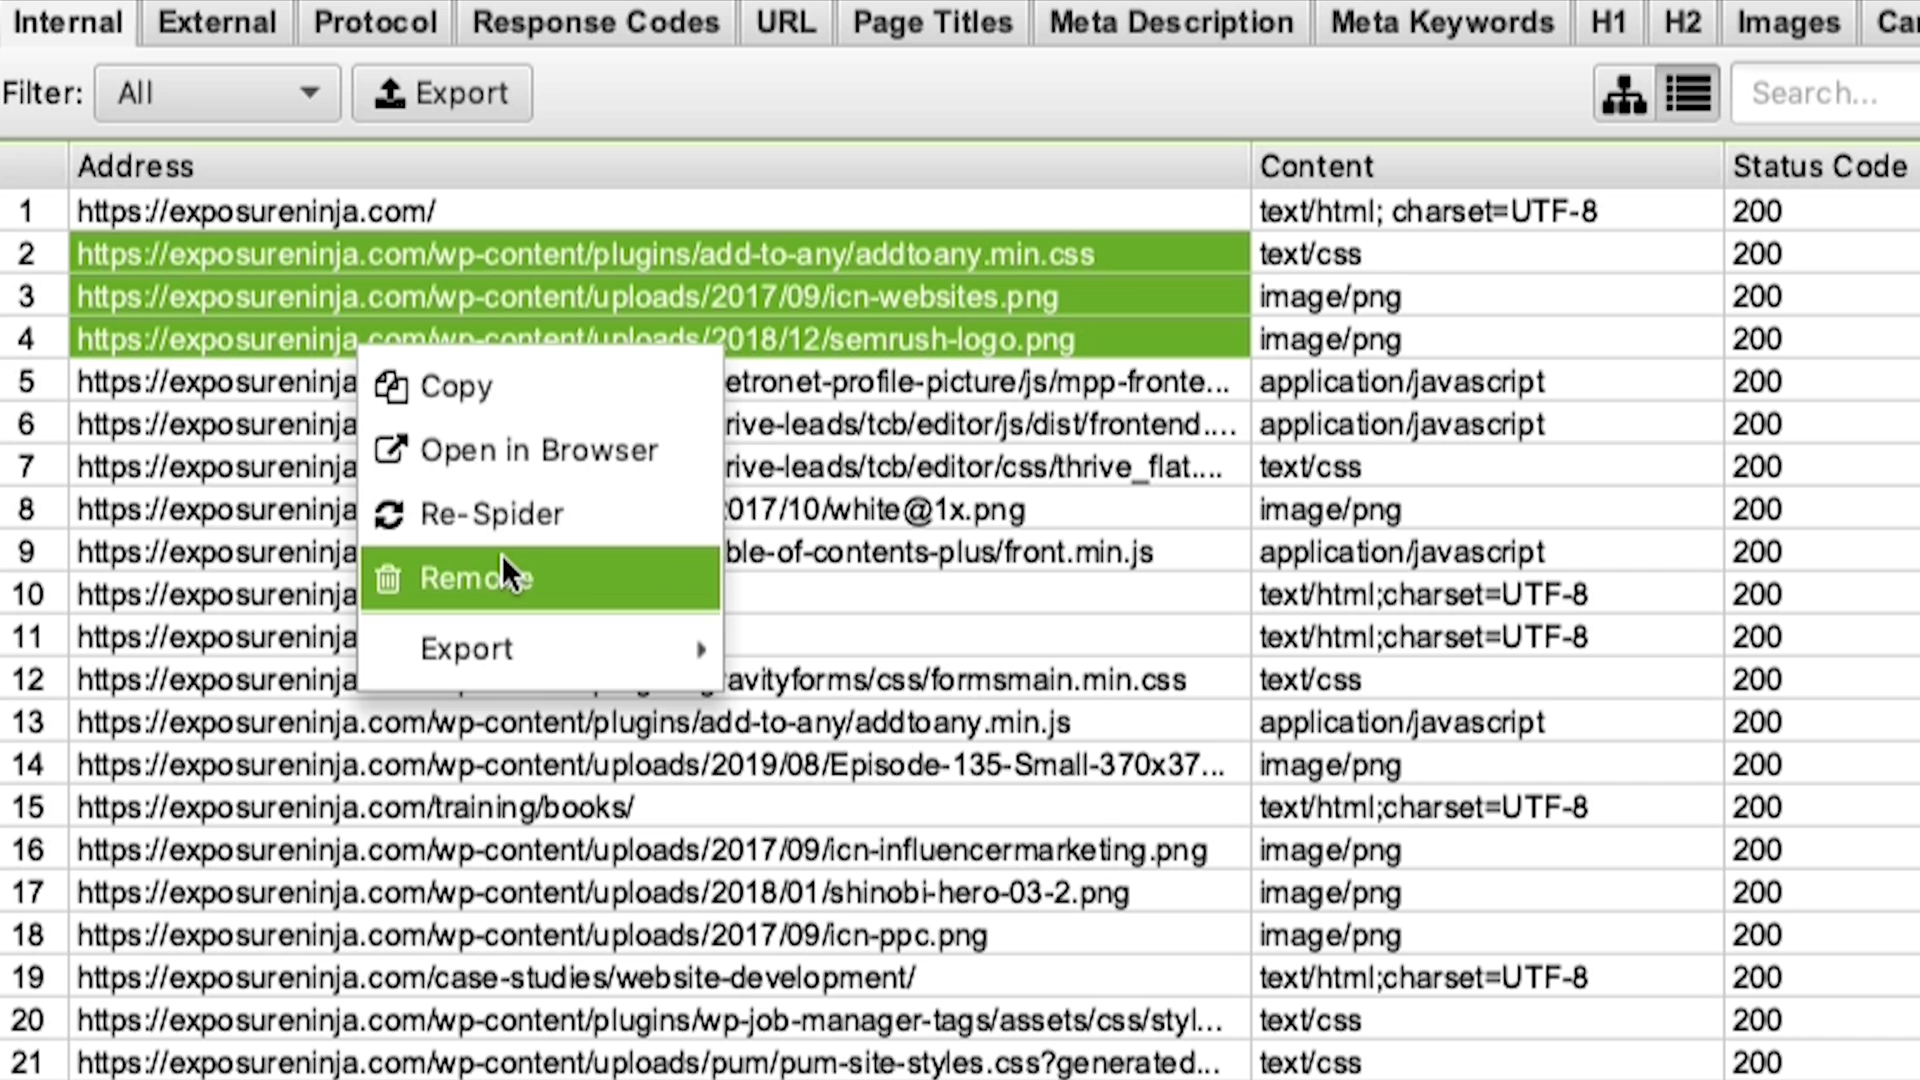 Internal External Protocol Response Codes URL Page Titles Meta Description Meta Keywords H1 H2 Images
Filter: All Export Search...
Address Content Status Code
1 https://exposureninja.com/ text/html; charset=UTF-8 200
2 https://exposureninja.com/wp-content/plugins/add-to-any/addtoany.min.css text/css 200
3 https://exposureninja.com/wp-content/uploads/2017/09/icn-websites.png image/png 200
4 https://exposureninja.com/wp-content/uploads/2018/12/semrush-logo.png image/png 200
5 https://exposureninja etronet-profile-picture/js/mpp-fronte... application/javascript 200
6 https://exposureninja rive-leads/tcb/editor/js/dist/frontend.... application/javascript 200
7 https://exposureninja rive-leads/tcb/editor/css/thrive_flat.... text/css 200
8 https://exposureninja 017/10/white@1x.png image/png 200
9 https://exposureninja ble-of-contents-plus/front.min.js application/javascript 200
10 https://exposureninja text/html;charset=UTF-8 200
11 https://exposureninja text/html;charset=UTF-8 200
12 https://exposureninja avityforms/css/formsmain.min.css text/css 200
13 https://exposureninja.com/wp-content/plugins/add-to-any/addtoany.min.js application/javascript 200
14 https://exposureninja.com/wp-content/uploads/2019/08/Episode-135-Small-370x37... image/png 200
15 https://exposureninja.com/training/books/ text/html;charset=UTF-8 200
16 https://exposureninja.com/wp-content/uploads/2017/09/icn-influencermarketing.png image/png 200
17 https://exposureninja.com/wp-content/uploads/2018/01/shinobi-hero-03-2.png image/png 200
18 https://exposureninja.com/wp-content/uploads/2017/09/icn-ppc.png image/png 200
19 https://exposureninja.com/case-studies/website-development/ text/html;charset=UTF-8 200
20 https://exposureninja.com/wp-content/plugins/wp-job-manager-tags/assets/css/styl... text/css 200
21 https://exposureninja.com/wp-content/uploads/pum/pum-site-styles.css?generated... text/css 200
Copy
Open in Browser
Re-Spider
Remove
Export